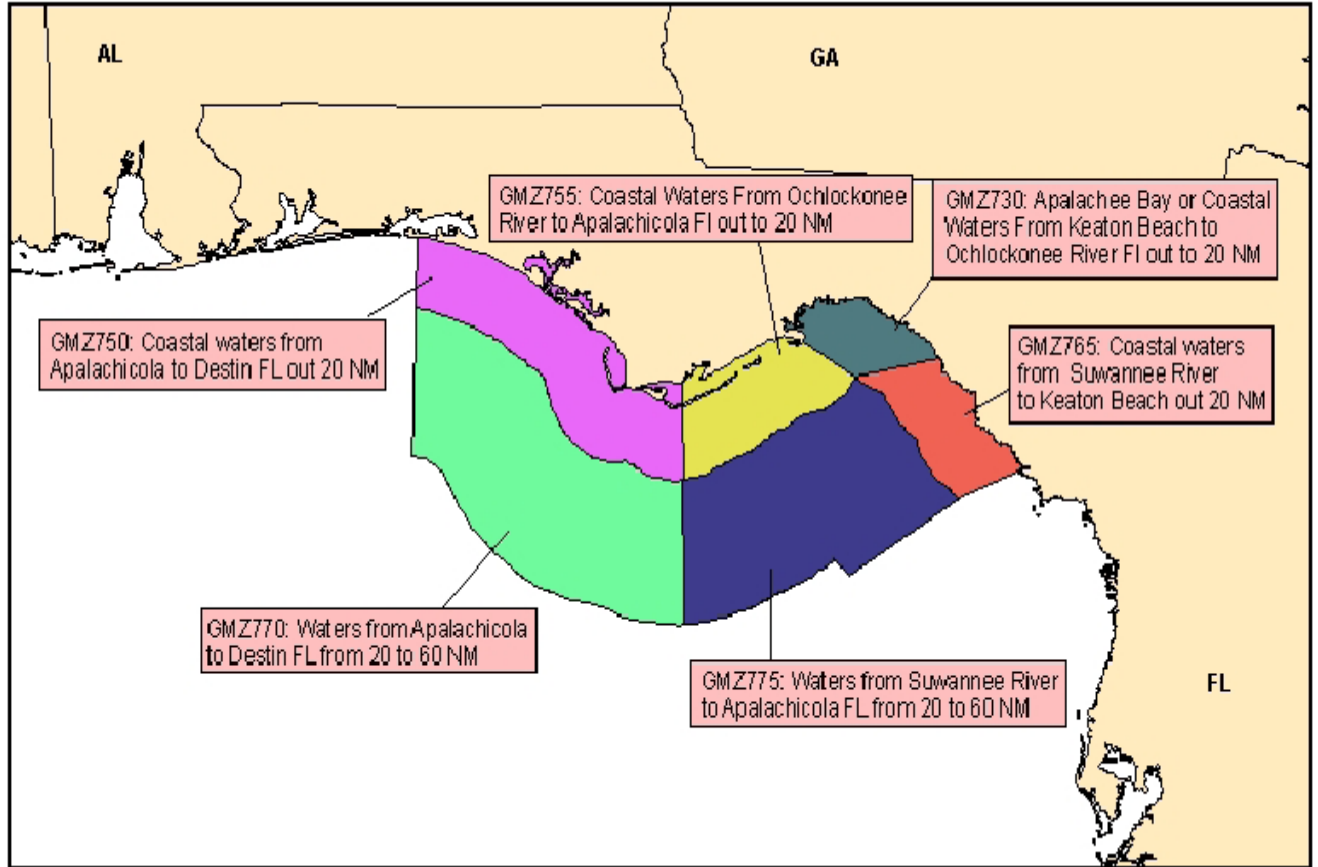 AL
GA
GMZ755: Coastal Waters From Ochlockonee
River to Apalachicola Fl out to 20 NM
GMZ730: Apalachee Bay or Coastal
Waters From Keaton Beach to
Ochlockonee River Fl out to 20 NM
GMZ750: Coastal waters from
Apalachicola to Destin FL out 20 NM
GMZ765: Coastal waters
from Suwannee River
to Keaton Beach out 20 NM
GMZ770: Waters from Apalachicola
to Destin FL from 20 to 60 NM
GMZ775: Waters from Suwannee River
to Apalachicola FL from 20 to 60 NM
FL